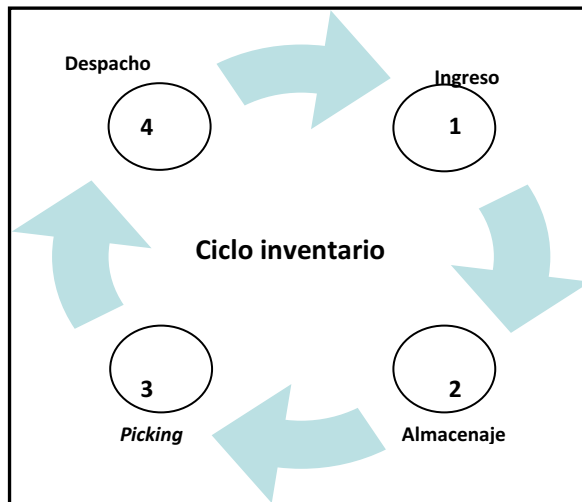 Despacho
Ingreso
4
1
Ciclo inventario
3
2
Picking
Almacenaje